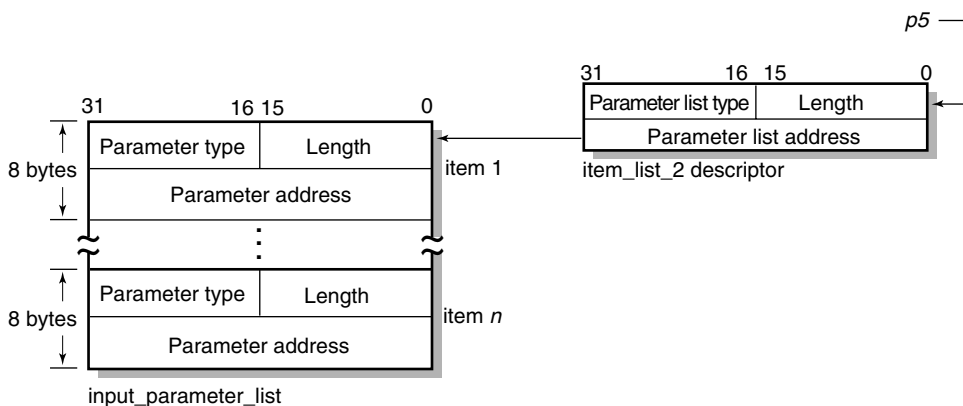 p5
31 16 15 0
Parameter list type Length
Parameter list address
item_list_2 descriptor
31 16 15 0
8 bytes
Parameter type Length
item 1
Parameter address
8 bytes
Parameter type Length
item n
Parameter address
input_parameter_list